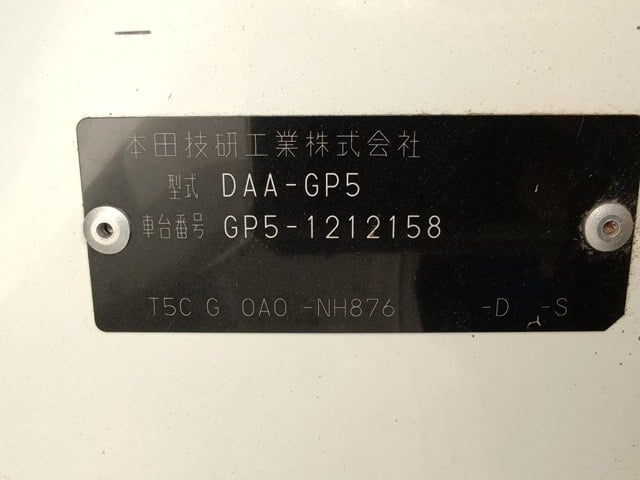 本田技研工業株式会社
型式 DAA-GP5
車台番号 GP5-1212158
T5C G 0A0 -NH876 -D -S